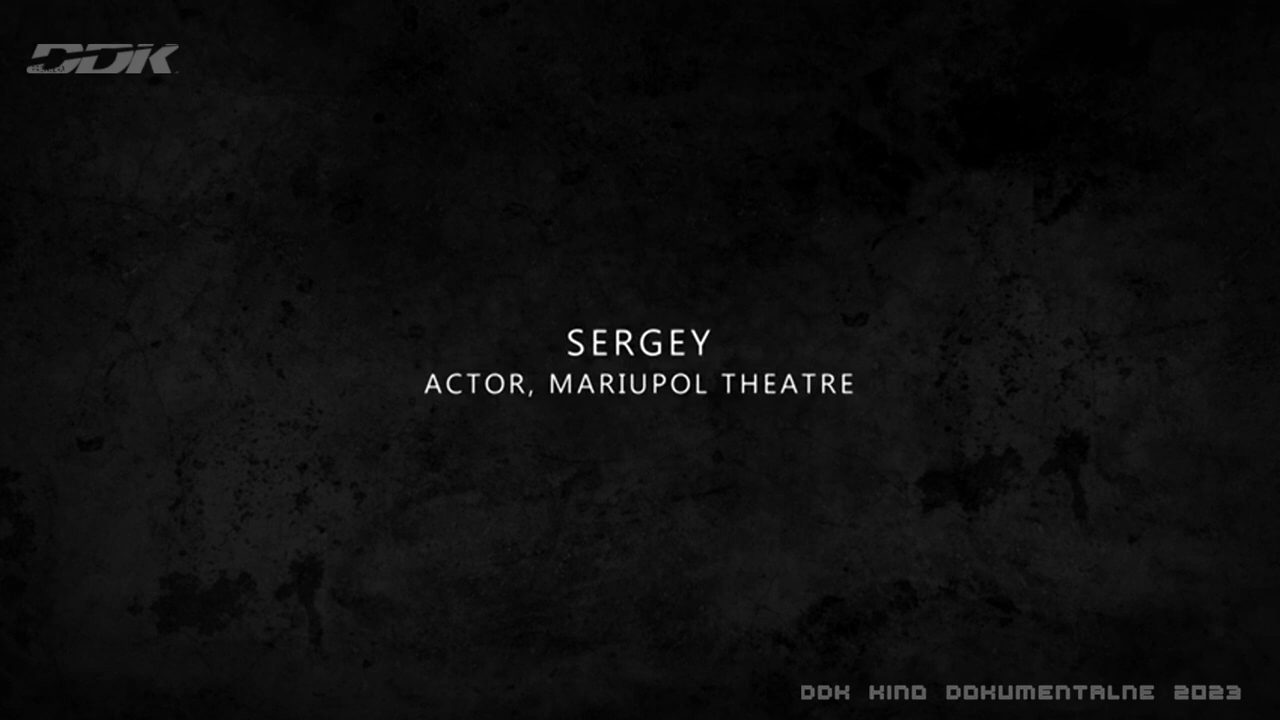 DDK
SERGEY
ACTOR, MARIUPOL THEATRE
DDK KINO DOKUMENTALNE 2023